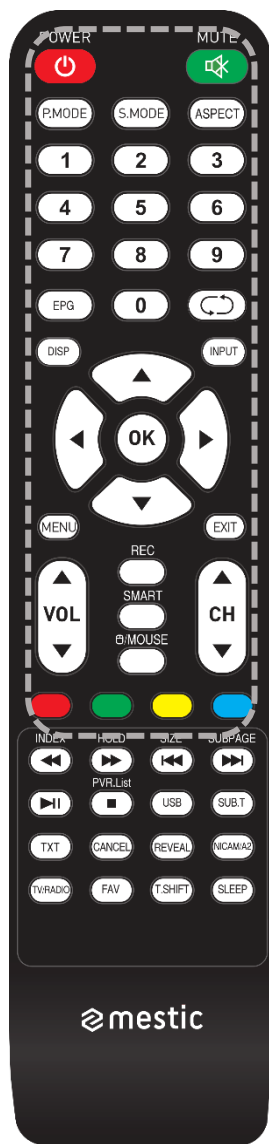 POWER MUTE
P.MODE S.MODE ASPECT
1 2 3
4 5 6
7 8 9
EPG 0
DISP INPUT
OK
MENU EXIT
REC
SMART
VOL CH
/MOUSE
INDEX HOLD SIZE SUBPAGE
PVR.List
USB SUB.T
TXT CANCEL REVEAL NICAM/A2
TV/RADIO FAV T.SHIFT SLEEP
mestic